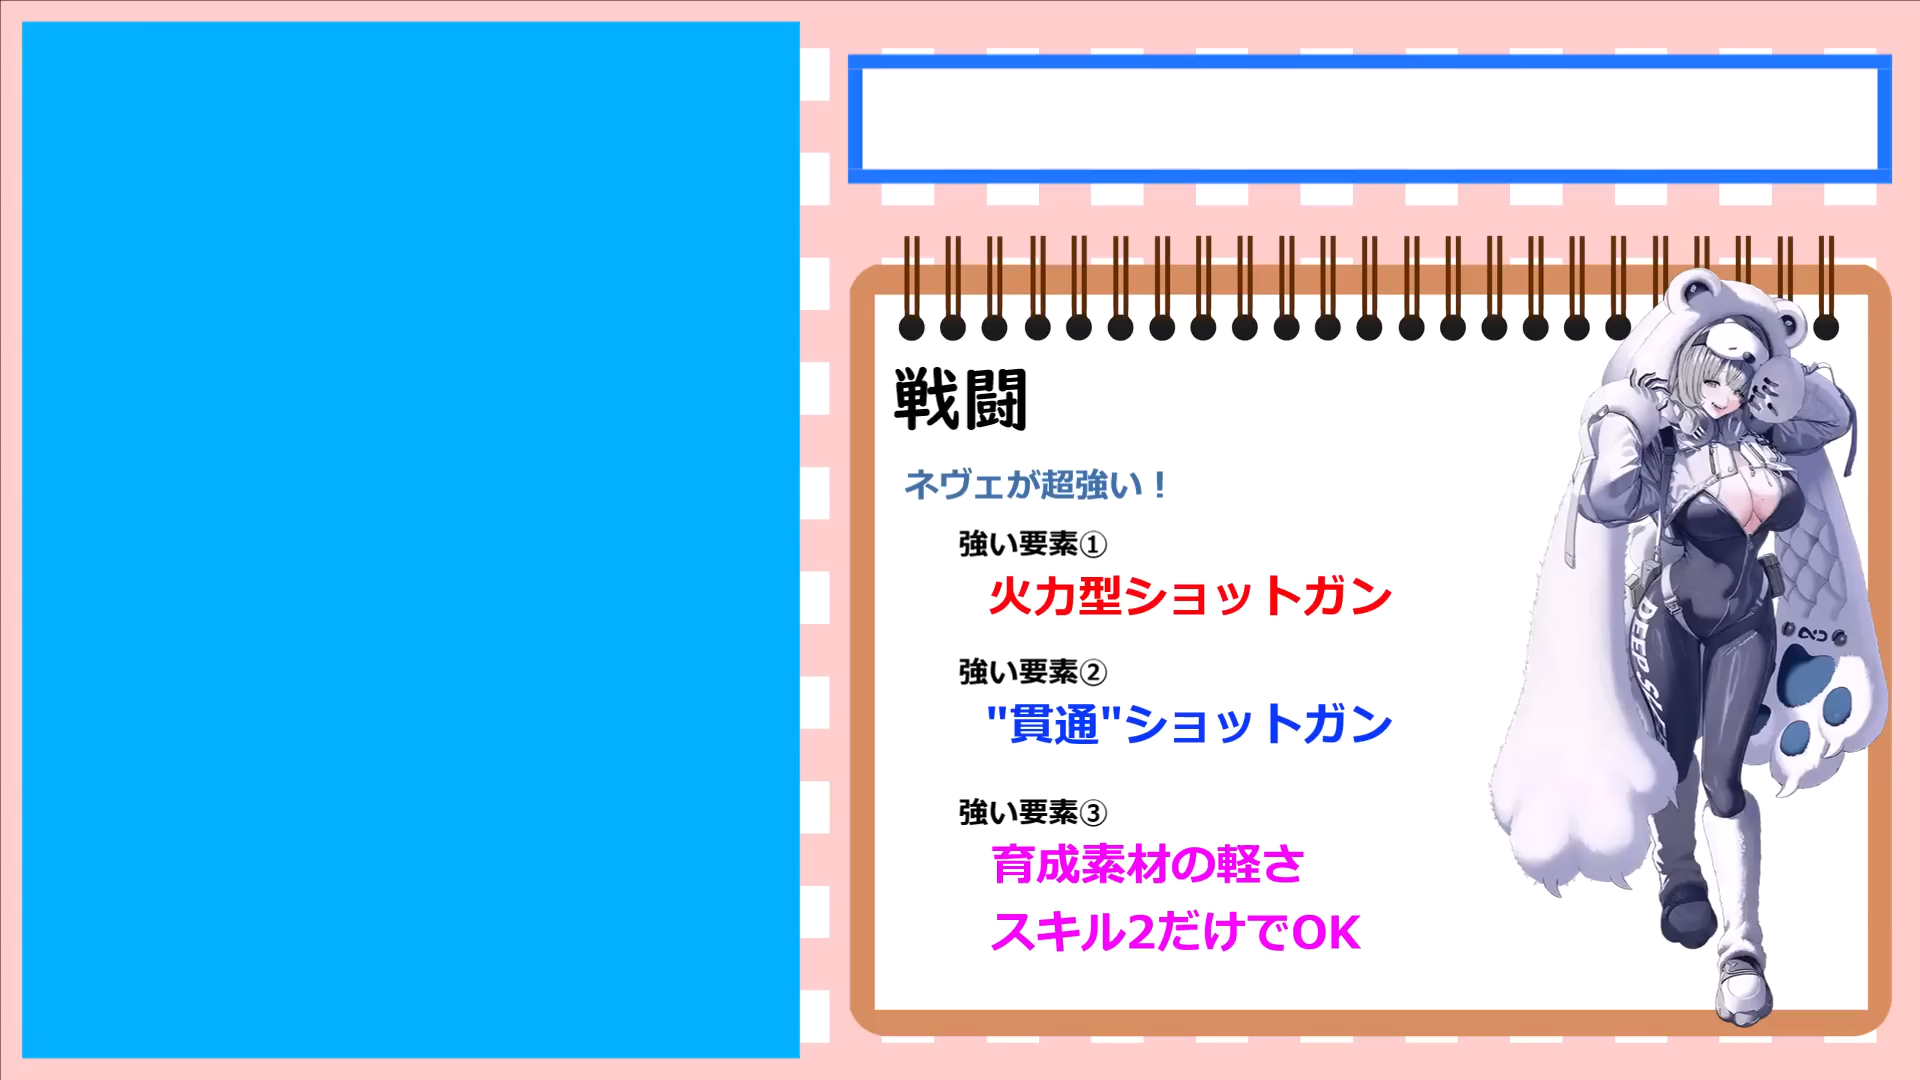 戦闘
ネヴェが超強い！
強い要素①
火力型ショットガン
強い要素②
"貫通"ショットガン
強い要素③
育成素材の軽さ
スキル2だけでOK